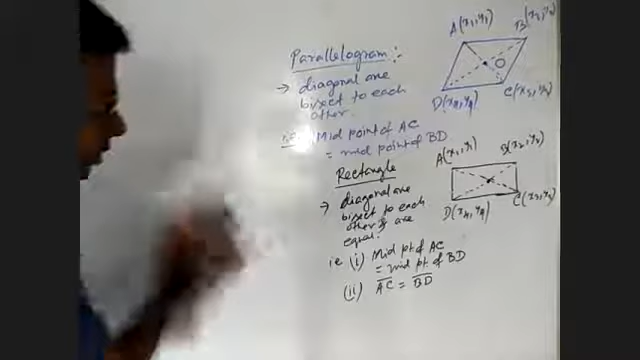 Parallelogram :-
→ diagonal are
bisect to each
other.
i.e. Mid point of AC
= mid point of BD
A(x₁,y₁)
B(x₂,y₂)
O
D(x₄,y₄)
C(x₃,y₃)
Rectangle
→ diagonal are
bisect to each
other & are
equal.
i.e (i) Mid pt of AC
= mid pt. of BD
(ii) AC = BD
A(x₁,y₁)
B(x₂,y₂)
D(x₄,y₄)
C(x₃,y₃)